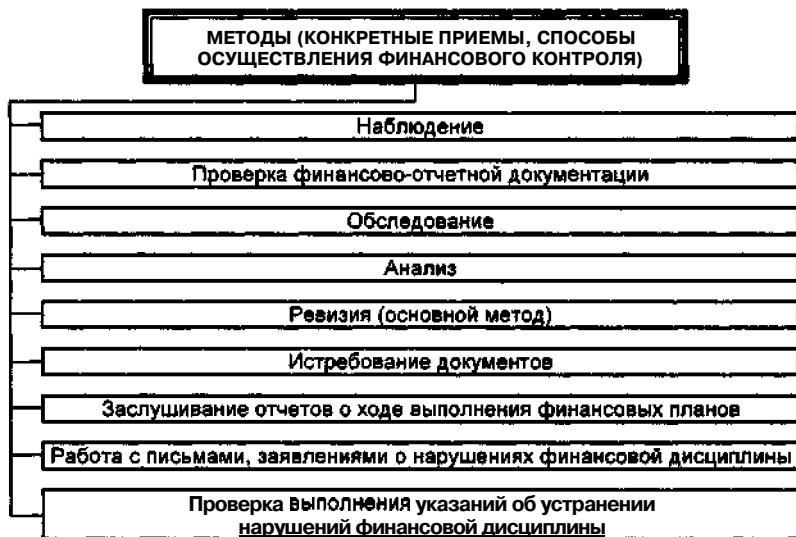 МЕТОДЫ (КОНКРЕТНЫЕ ПРИЕМЫ, СПОСОБЫ
ОСУЩЕСТВЛЕНИЯ ФИНАНСОВОГО КОНТРОЛЯ)
Наблюдение
Проверка финансово-отчетной документации
Обследование
Анализ
Ревизия (основной метод)
Истребование документов
Заслушивание отчетов о ходе выполнения финансовых планов
Работа с письмами, заявлениями о нарушениях финансовой дисциплины
Проверка выполнения указаний об устранении
нарушений финансовой дисциплины